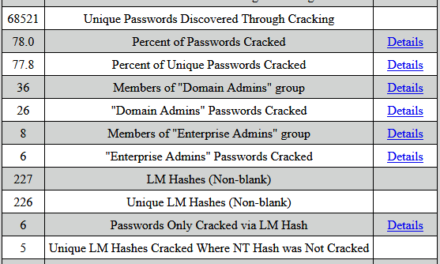 68521 Unique Passwords Discovered Through Cracking
78.0 Percent of Passwords Cracked Details
77.8 Percent of Unique Passwords Cracked Details
36 Members of "Domain Admins" group Details
26 "Domain Admins" Passwords Cracked Details
8 Members of "Enterprise Admins" group Details
6 "Enterprise Admins" Passwords Cracked Details
227 LM Hashes (Non-blank)
226 Unique LM Hashes (Non-blank)
6 Passwords Only Cracked via LM Hash Details
5 Unique LM Hashes Cracked Where NT Hash was Not Cracked